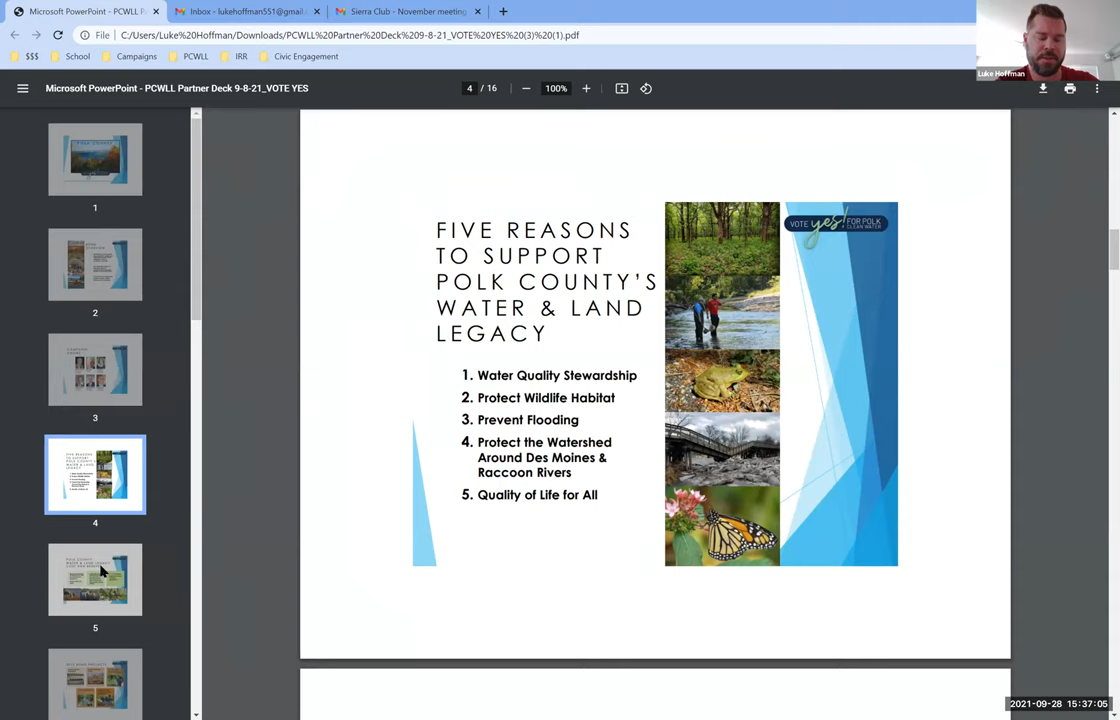 Microsoft PowerPoint - PCWLL P
Inbox - lukehoffman551@gmail.
Sierra Club - November meeting
File
C:/Users/Luke%20Hoffman/Downloads/PCWLL%20Partner%20Deck%209-8-21_VOTE%20YES%20(3)%20(1).pdf
$$$
School
Campaigns
PCWLL
IRR
Civic Engagement
Luke Hoffman
Microsoft PowerPoint - PCWLL Partner Deck 9-8-21_VOTE YES
4 / 16
100%
1
2
3
4
5
FIVE REASONS
TO SUPPORT
POLK COUNTY'S
WATER & LAND
LEGACY
1. Water Quality Stewardship
2. Protect Wildlife Habitat
3. Prevent Flooding
4. Protect the Watershed
Around Des Moines &
Raccoon Rivers
5. Quality of Life for All
VOTE yes! FOR POLK
CLEAN WATER
2021-09-28 15:37:05